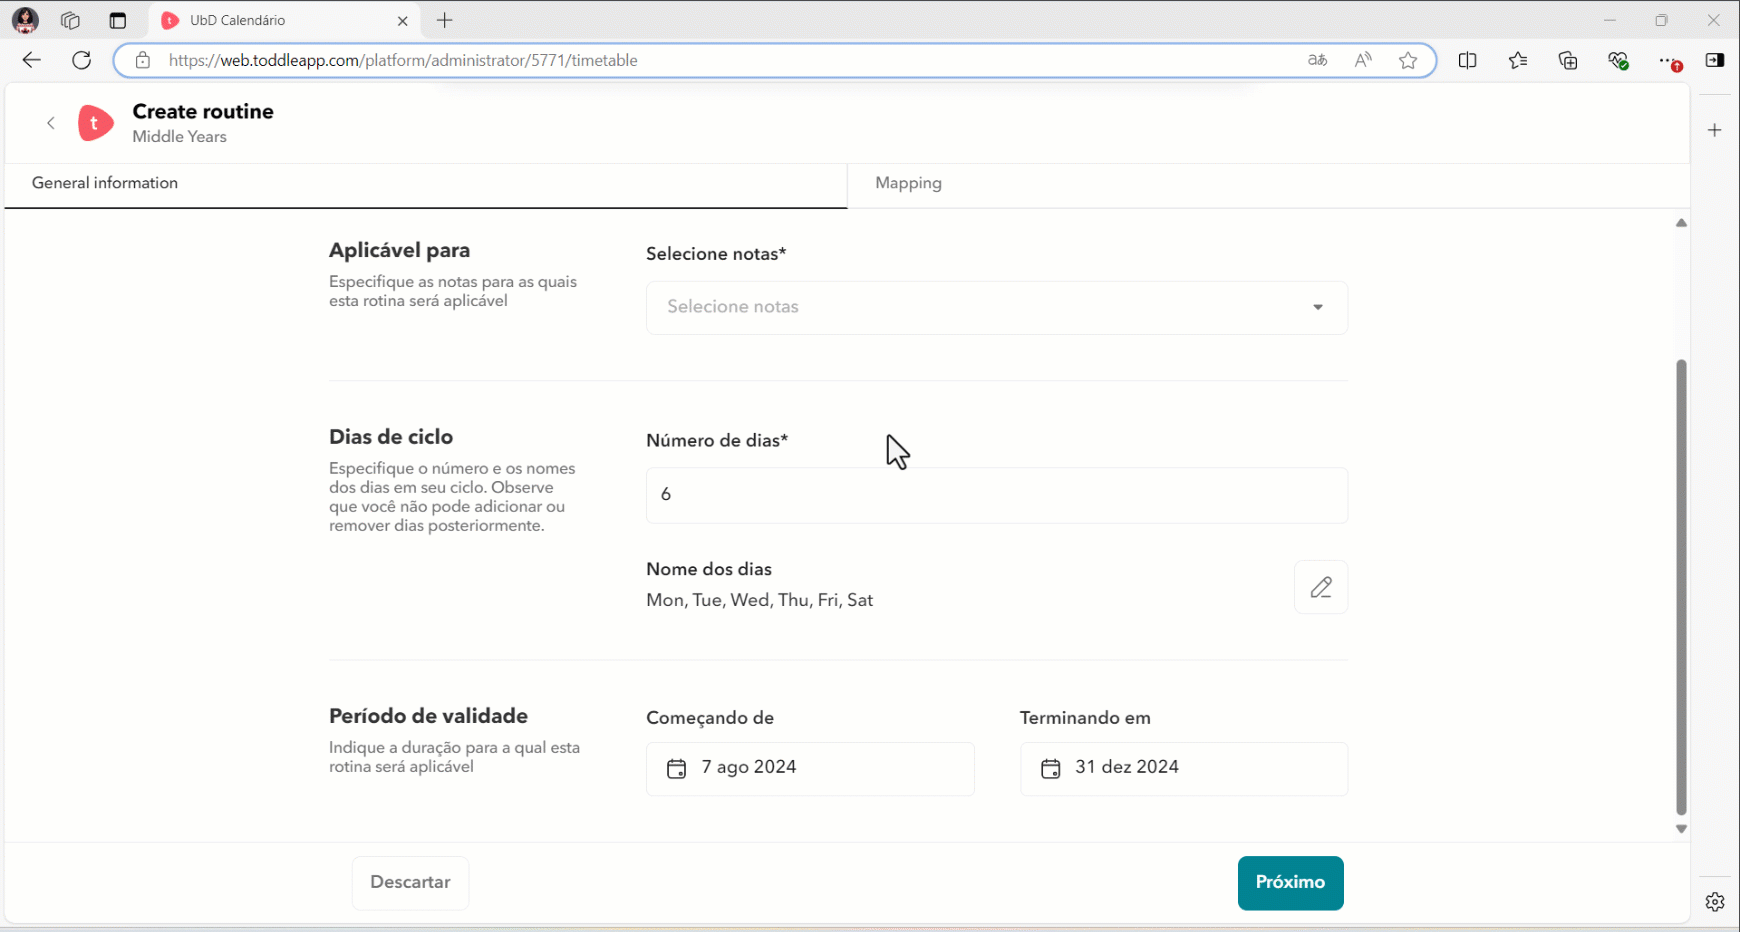 UbD Calendário
https://web.toddleapp.com/platform/administrator/5771/timetable
aあ
A
t
Create routine
Middle Years
General information
Mapping
Aplicável para
Especifique as notas para as quais
esta rotina será aplicável
Selecione notas*
Selecione notas
Dias de ciclo
Especifique o número e os nomes
dos dias em seu ciclo. Observe
que você não pode adicionar ou
remover dias posteriormente.
Número de dias*
6
Nome dos dias
Mon, Tue, Wed, Thu, Fri, Sat
Período de validade
Indique a duração para a qual esta
rotina será aplicável
Começando de
7 ago 2024
Terminando em
31 dez 2024
Descartar
Próximo